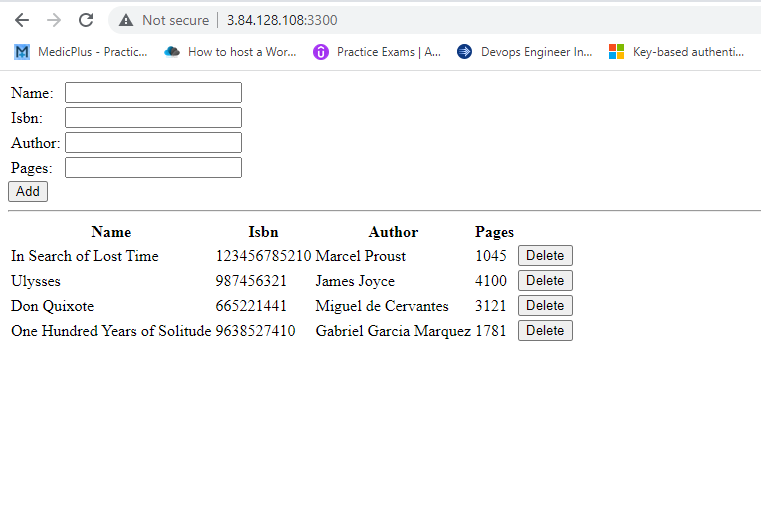 Not secure | 3.84.128.108:3300
MedicPlus - Practic... How to host a Wor... Practice Exams | A... Devops Engineer In... Key-based authenti...
Name:
Isbn:
Author:
Pages:
Add
Name Isbn Author Pages
In Search of Lost Time 123456785210 Marcel Proust 1045 Delete
Ulysses 987456321 James Joyce 4100 Delete
Don Quixote 665221441 Miguel de Cervantes 3121 Delete
One Hundred Years of Solitude 9638527410 Gabriel Garcia Marquez 1781 Delete